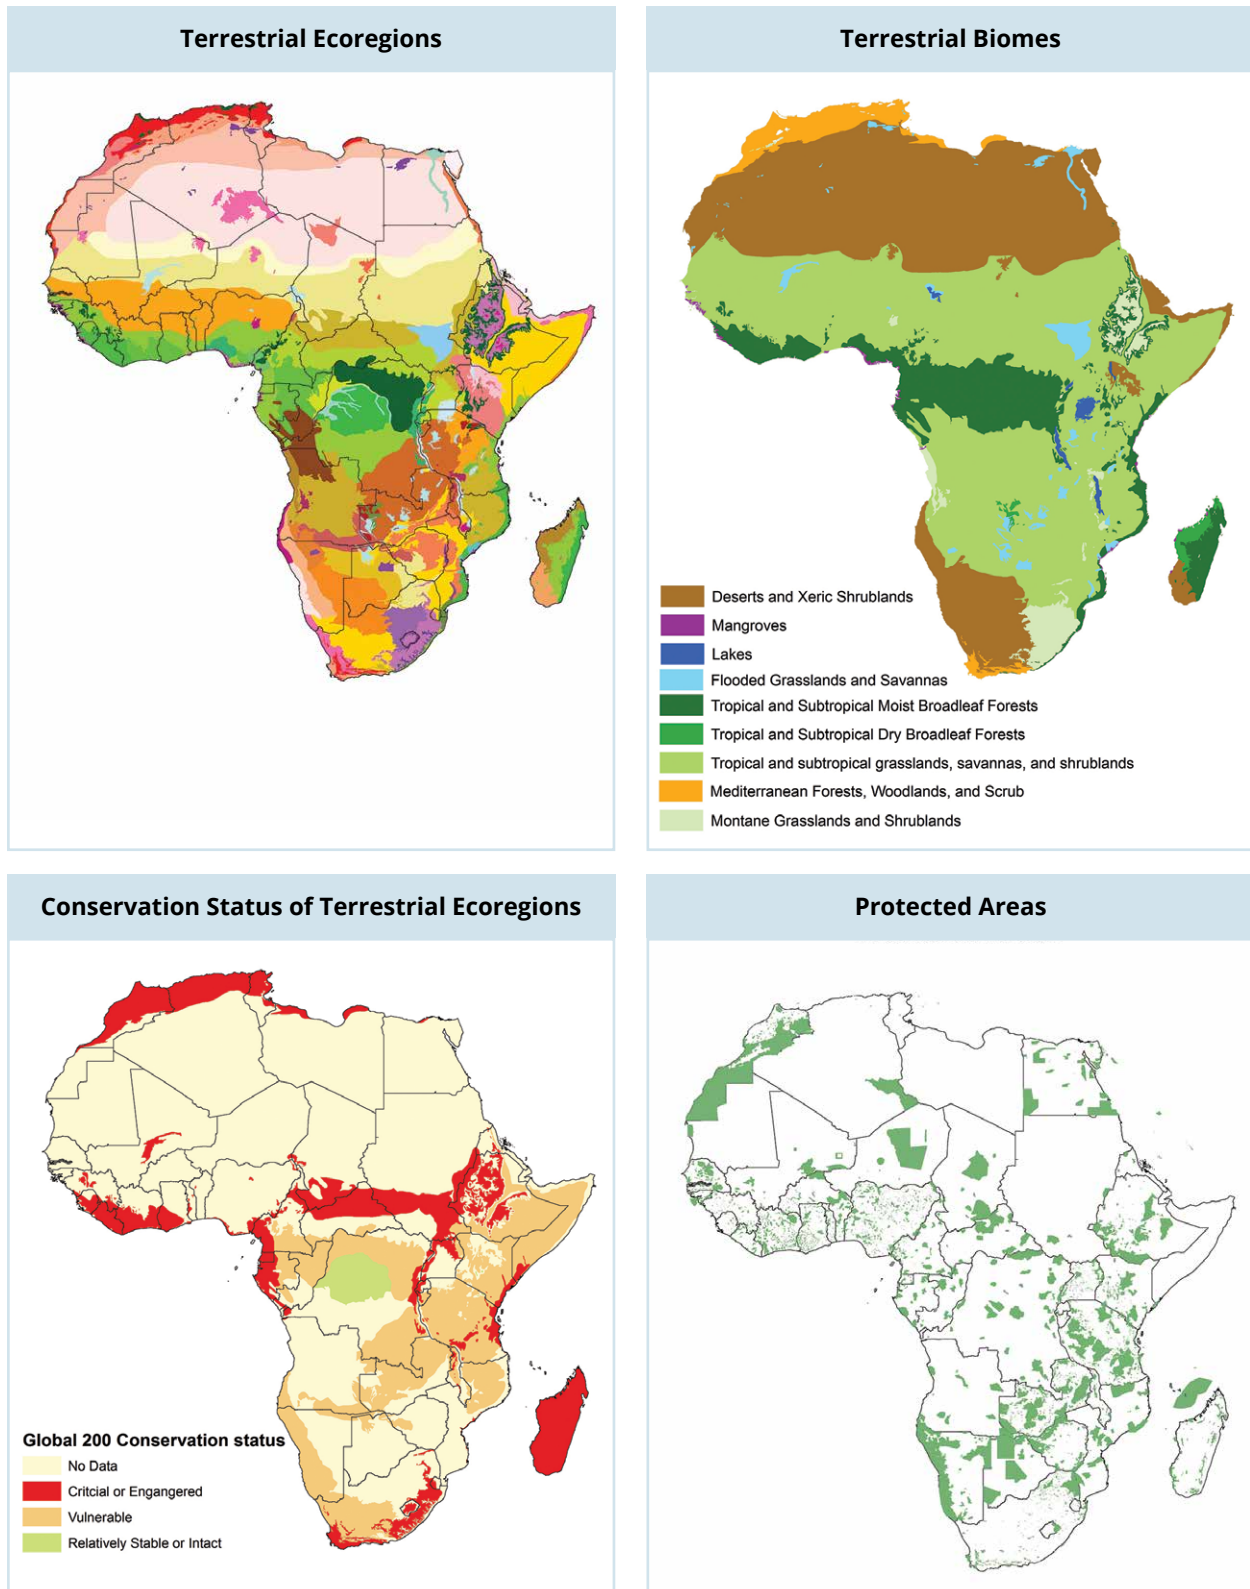 Terrestrial Ecoregions
Terrestrial Biomes
Deserts and Xeric Shrublands
Mangroves
Lakes
Flooded Grasslands and Savannas
Tropical and Subtropical Moist Broadleaf Forests
Tropical and Subtropical Dry Broadleaf Forests
Tropical and subtropical grasslands, savannas, and shrublands
Mediterranean Forests, Woodlands, and Scrub
Montane Grasslands and Shrublands
Conservation Status of Terrestrial Ecoregions
Protected Areas
Global 200 Conservation status
No Data
Critcial or Engangered
Vulnerable
Relatively Stable or Intact